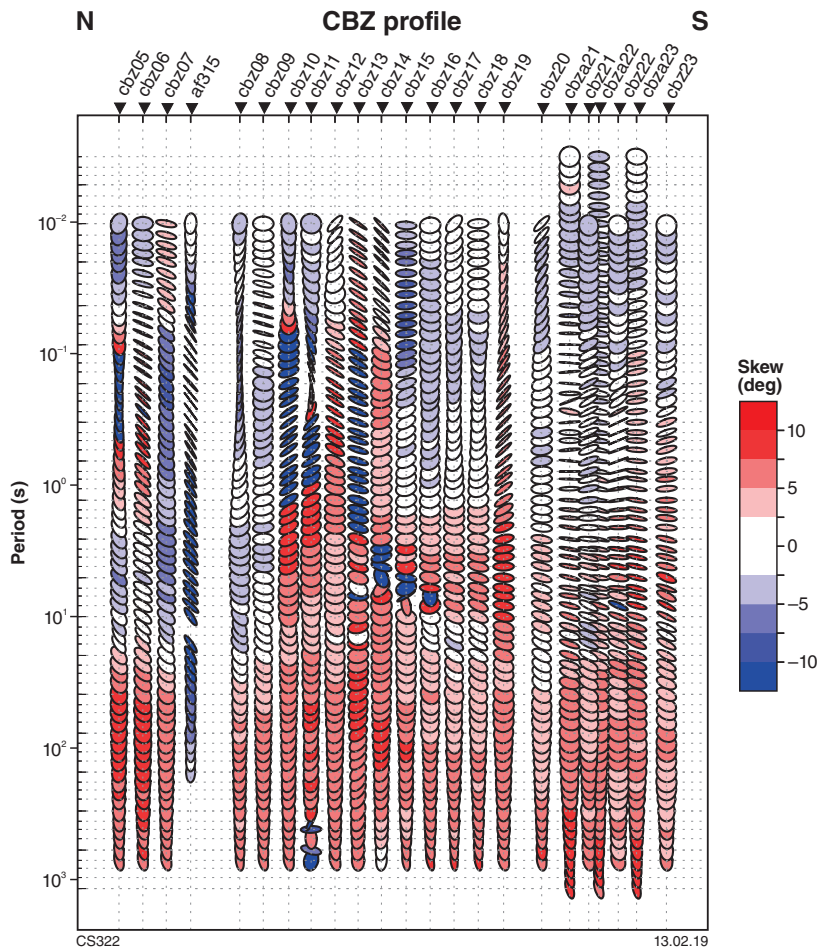 N CBZ profile S
cbz05 cbz06 cbz07 af315 cbz08 cbz09 cbz10 cbz11 cbz12 cbz13 cbz14 cbz15 cbz16 cbz17 cbz18 cbz19 cbz20 cbza21 cbz21 cbza22 cbz22 cbza23 cbz23
10⁻²
10⁻¹
10⁰
10¹
10²
10³
Period (s)
Skew
(deg)
10
5
0
−5
−10
CS322 13.02.19